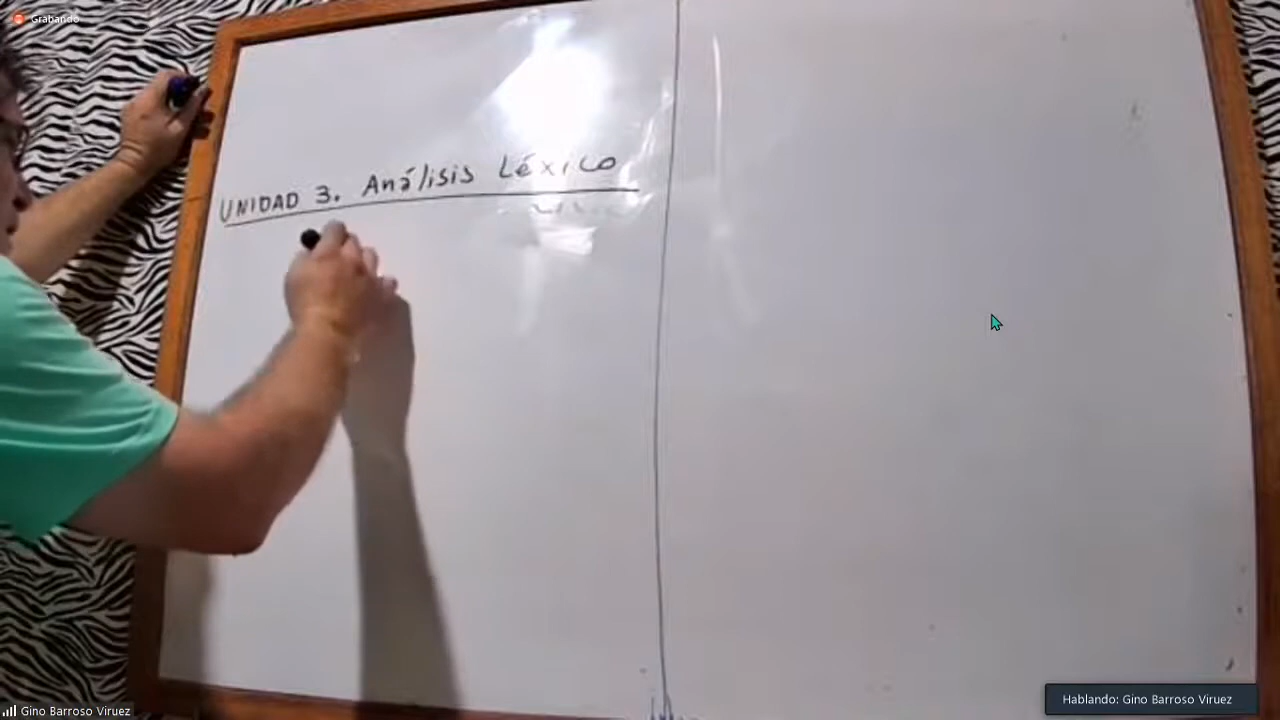 Grabando
UNIDAD 3. Análisis Léxico
Hablando: Gino Barroso Viruez
Gino Barroso Viruez